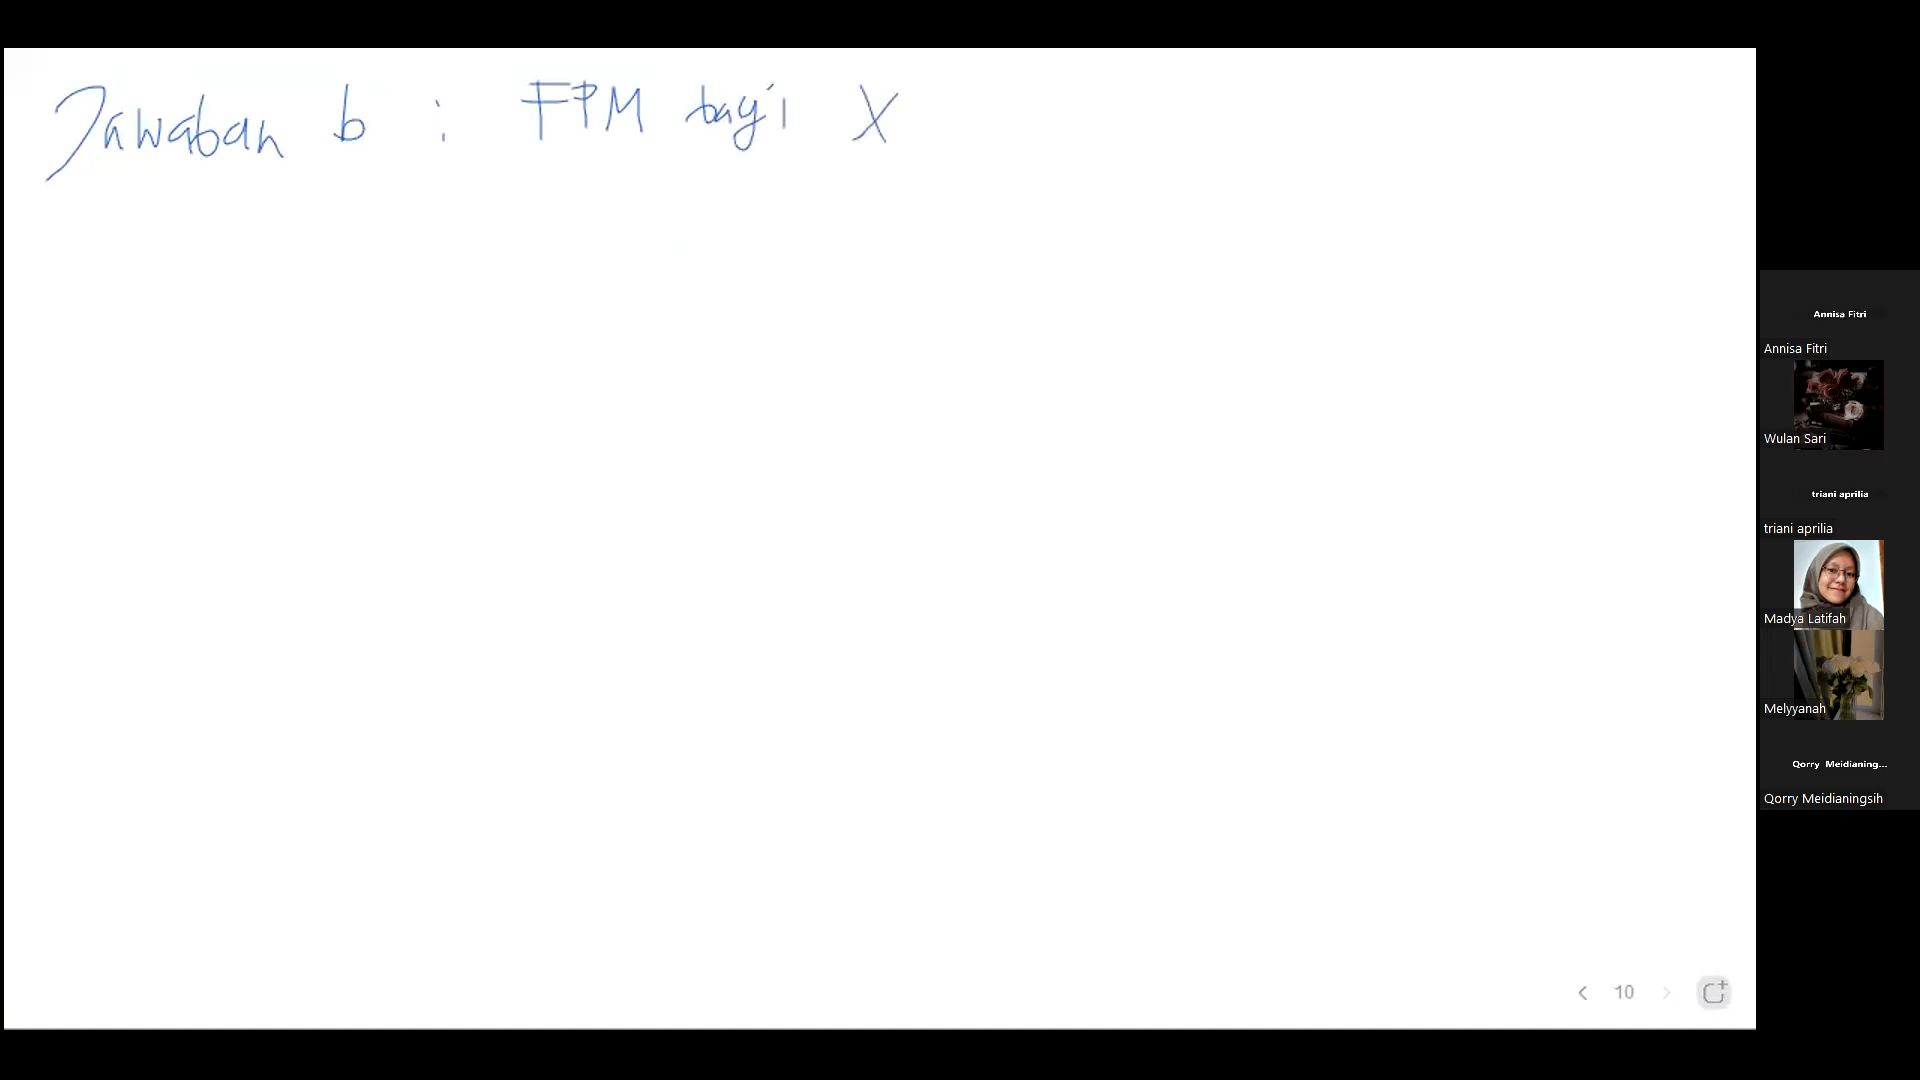 Jawaban b : FPM bagi X
Annisa Fitri
Annisa Fitri
Wulan Sari
triani aprilia
triani aprilia
Madya Latifah
Melyyanah
Qorry Meidianing...
Qorry Meidianingsih
10